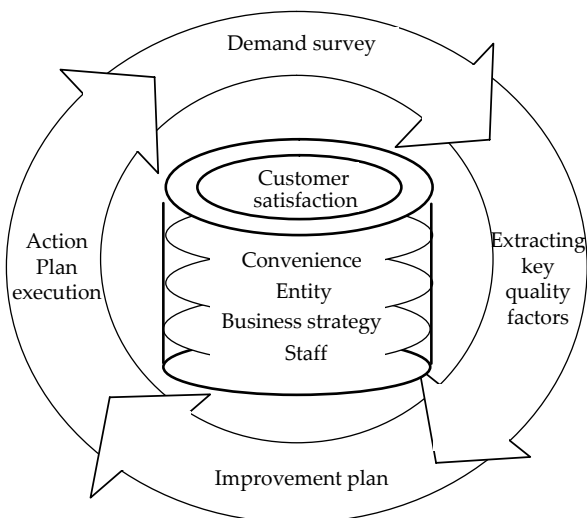 Demand survey
Customer
satisfaction
Action
Plan
execution
Convenience
Entity
Business strategy
Staff
Extracting
key
quality
factors
Improvement plan